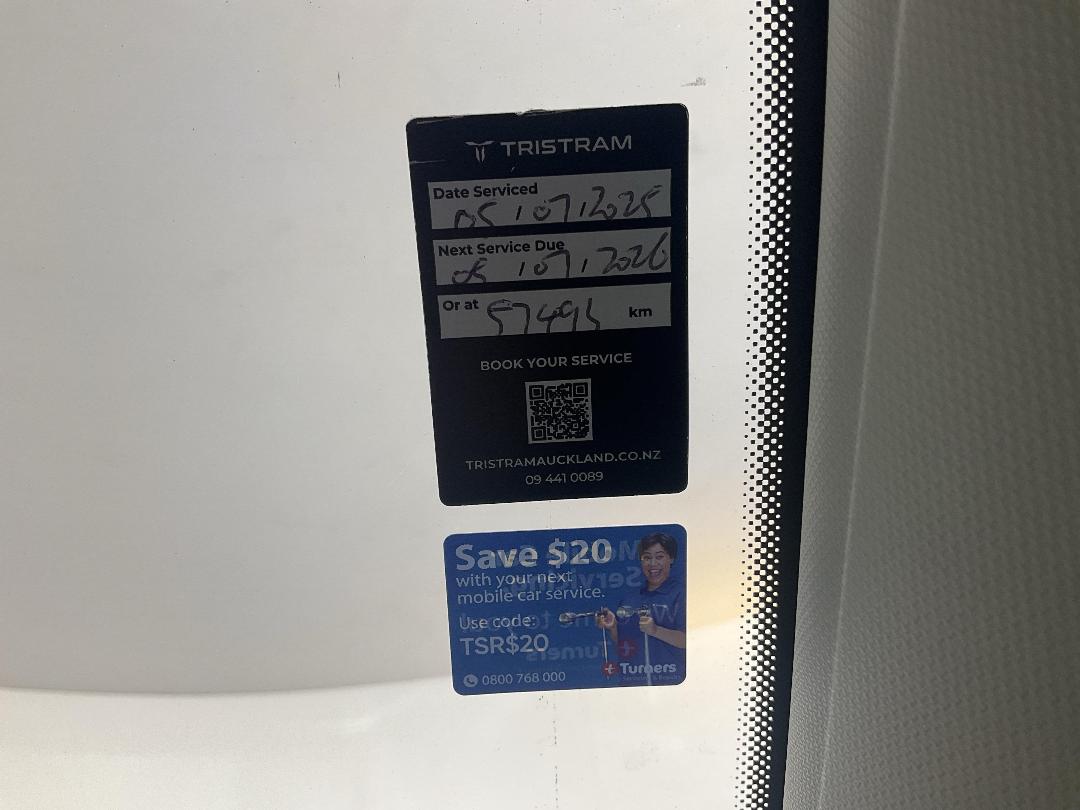 TRISTRAM
Date Serviced
05/07/2025
Next Service Due
05/07/2026
Or at km
BOOK YOUR SERVICE
TRISTRAMAUCKLAND.CO.NZ
09 441 0089
Save $20
with your next
mobile car service.
Use code:
TSR$20
Turners
0800 768 000